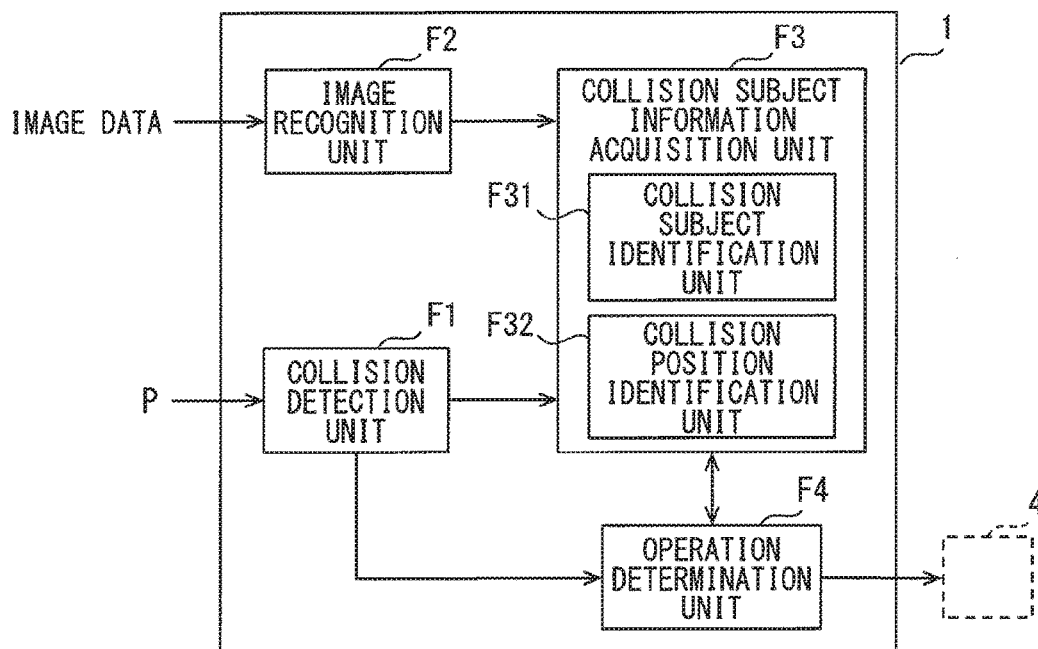 1
F2
F3
IMAGE DATA
IMAGE
RECOGNITION
UNIT
COLLISION SUBJECT
INFORMATION
ACQUISITION UNIT
F31
COLLISION
SUBJECT
IDENTIFICATION
UNIT
F1
F32
COLLISION
POSITION
IDENTIFICATION
UNIT
P
COLLISION
DETECTION
UNIT
F4
4
OPERATION
DETERMINATION
UNIT